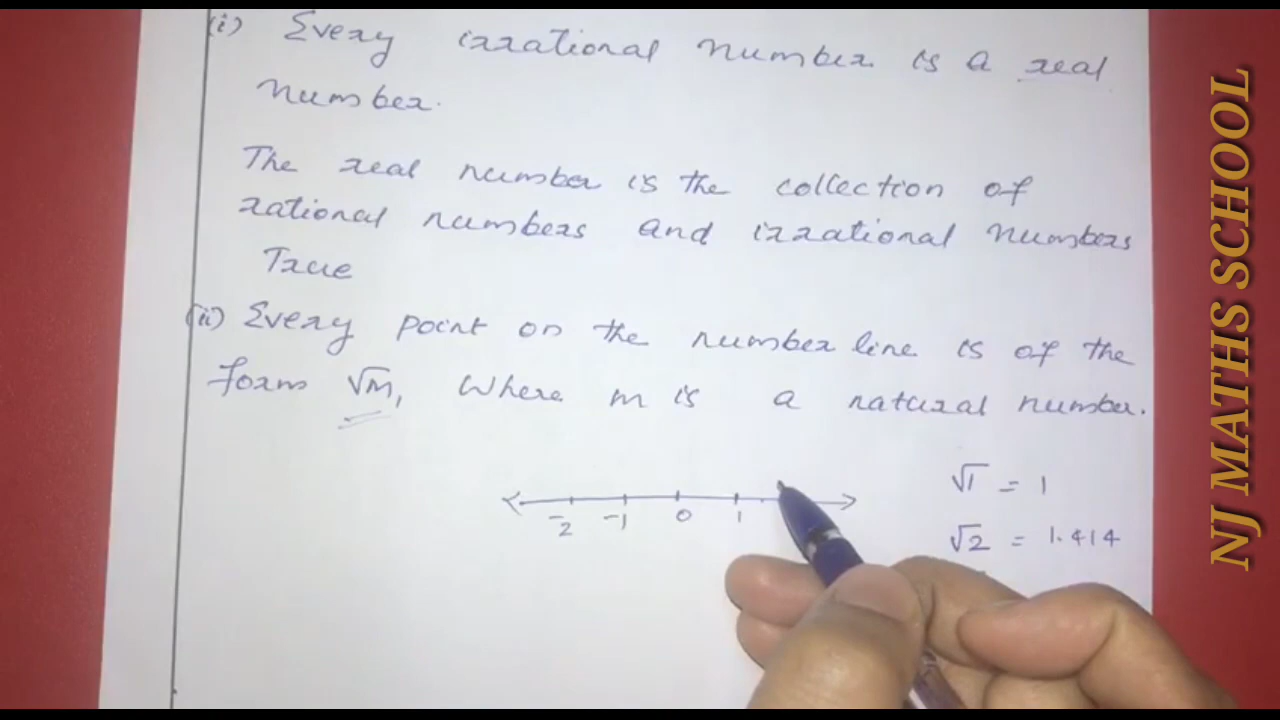 (i) Every irrational number is a real
number.
The real number is the collection of
rational numbers and irrational numbers
True
(ii) Every point on the number line is of the
form √m, Where m is a natural number.
-2 -1 0 1
√1 = 1
√2 = 1.414
NJ MATHS SCHOOL